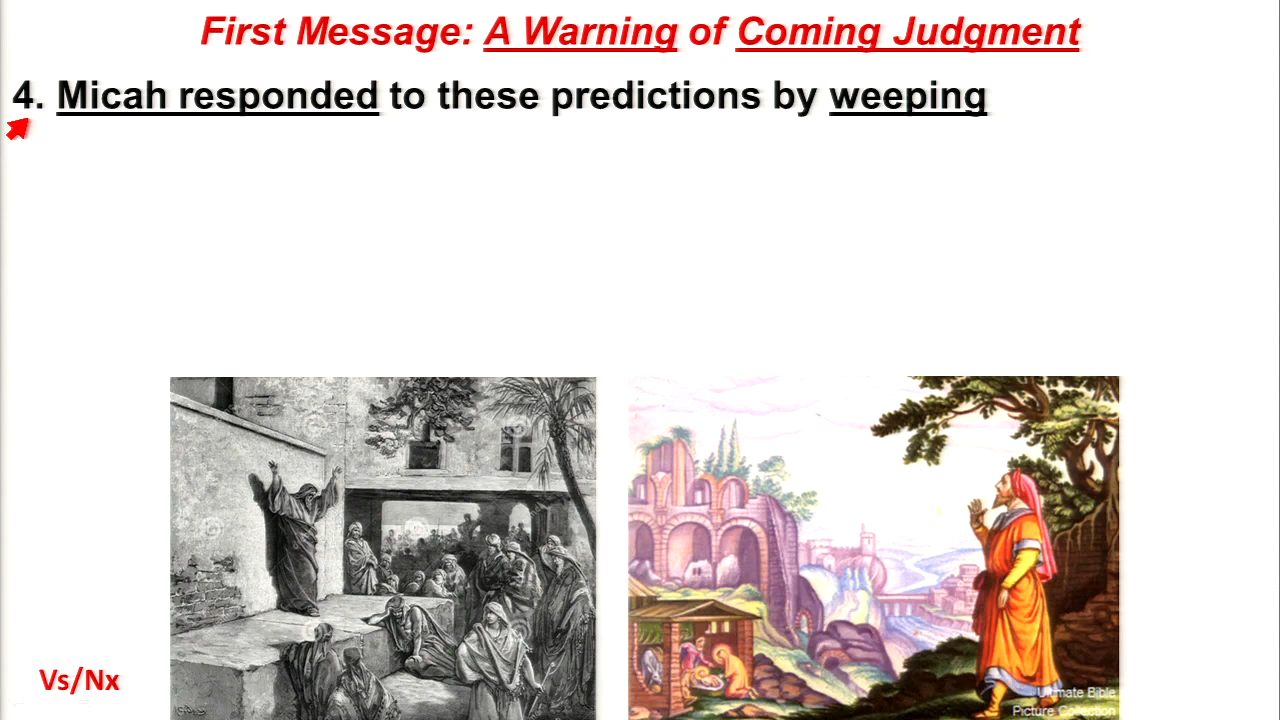 First Message: A Warning of Coming Judgment
4. Micah responded to these predictions by weeping
Vs/Nx
Ultimate Bible
Picture Collection